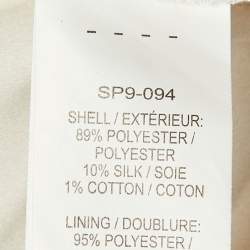 - - - -
SP9-094
SHELL / EXTÉRIEUR:
89% POLYESTER /
POLYESTER
10% SILK / SOIE
1% COTTON / COTON
LINING / DOUBLURE:
95% POLYESTER /